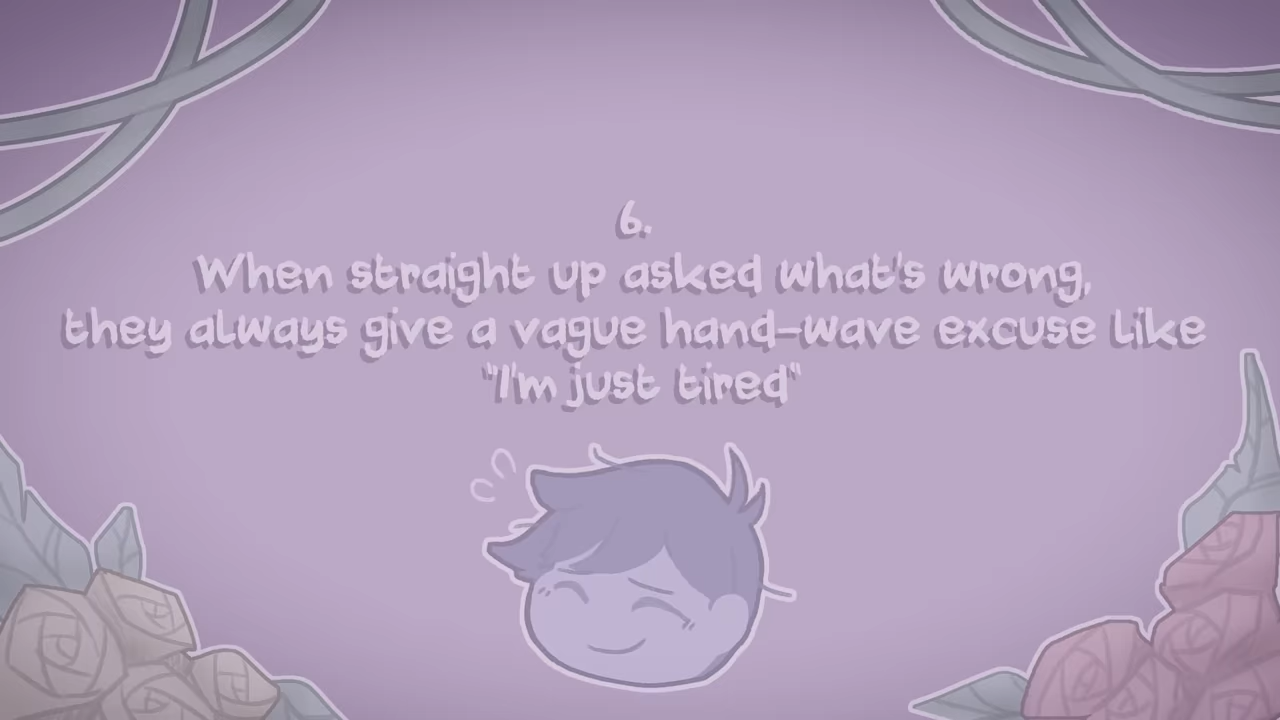 6.
When straight up asked what's wrong,
they always give a vague hand-wave excuse like
"I'm just tired"